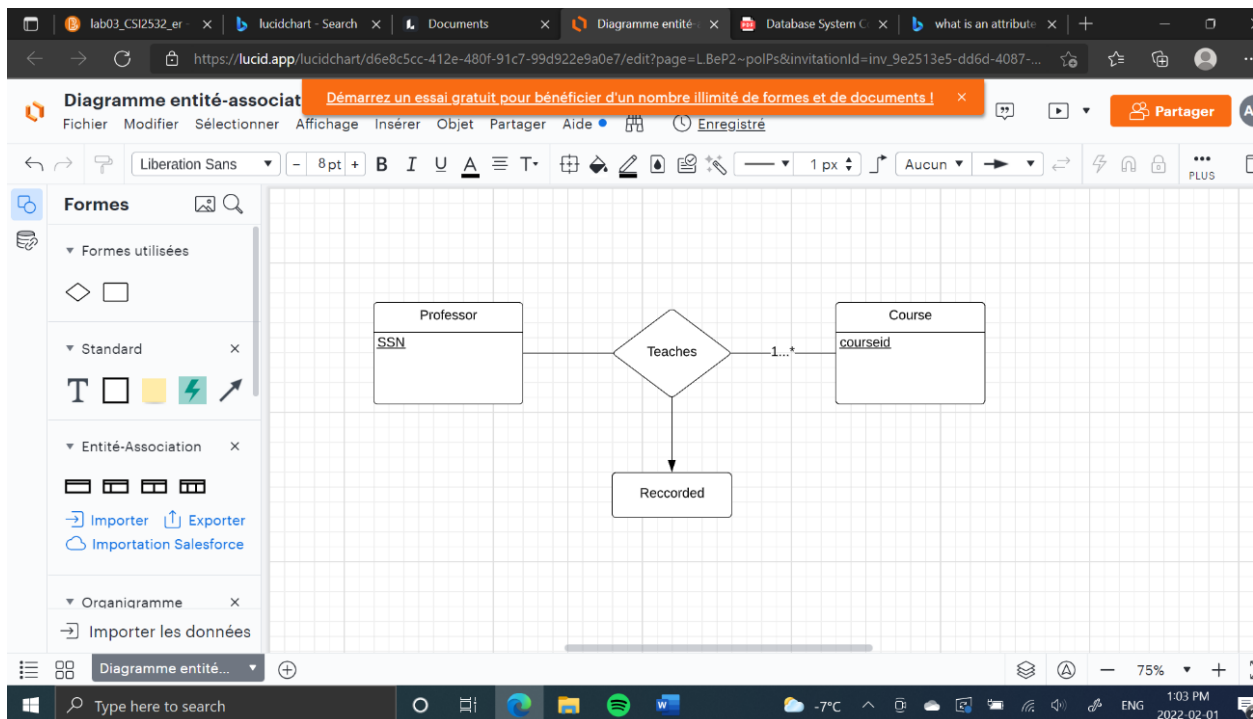 lab03_CSI2532_er
lucidchart - Search
Documents
Diagramme entité
Database System C
what is an attribute
https://lucid.app/lucidchart/d6e8c5cc-412e-480f-91c7-99d922e9a0e7/edit?page=L.BeP2~polPs&invitationId=inv_9e2513e5-dd6d-4087-...
Diagramme entité-associat
Démarrez un essai gratuit pour bénéficier d'un nombre illimité de formes et de documents !
Fichier Modifier Sélectionner Affichage Insérer Objet Partager Aide
Enregistré
Partager
A
Liberation Sans
- 8 pt +
B I U A T
1 px
Aucun
PLUS
Formes
Formes utilisées
Standard
T
Entité-Association
Importer Exporter
Importation Salesforce
Organigramme
Importer les données
Professor
SSN
Teaches
1...*
Course
courseid
Reccorded
Diagramme entité...
75%
Type here to search
-7°C
ENG
1:03 PM
2022-02-01